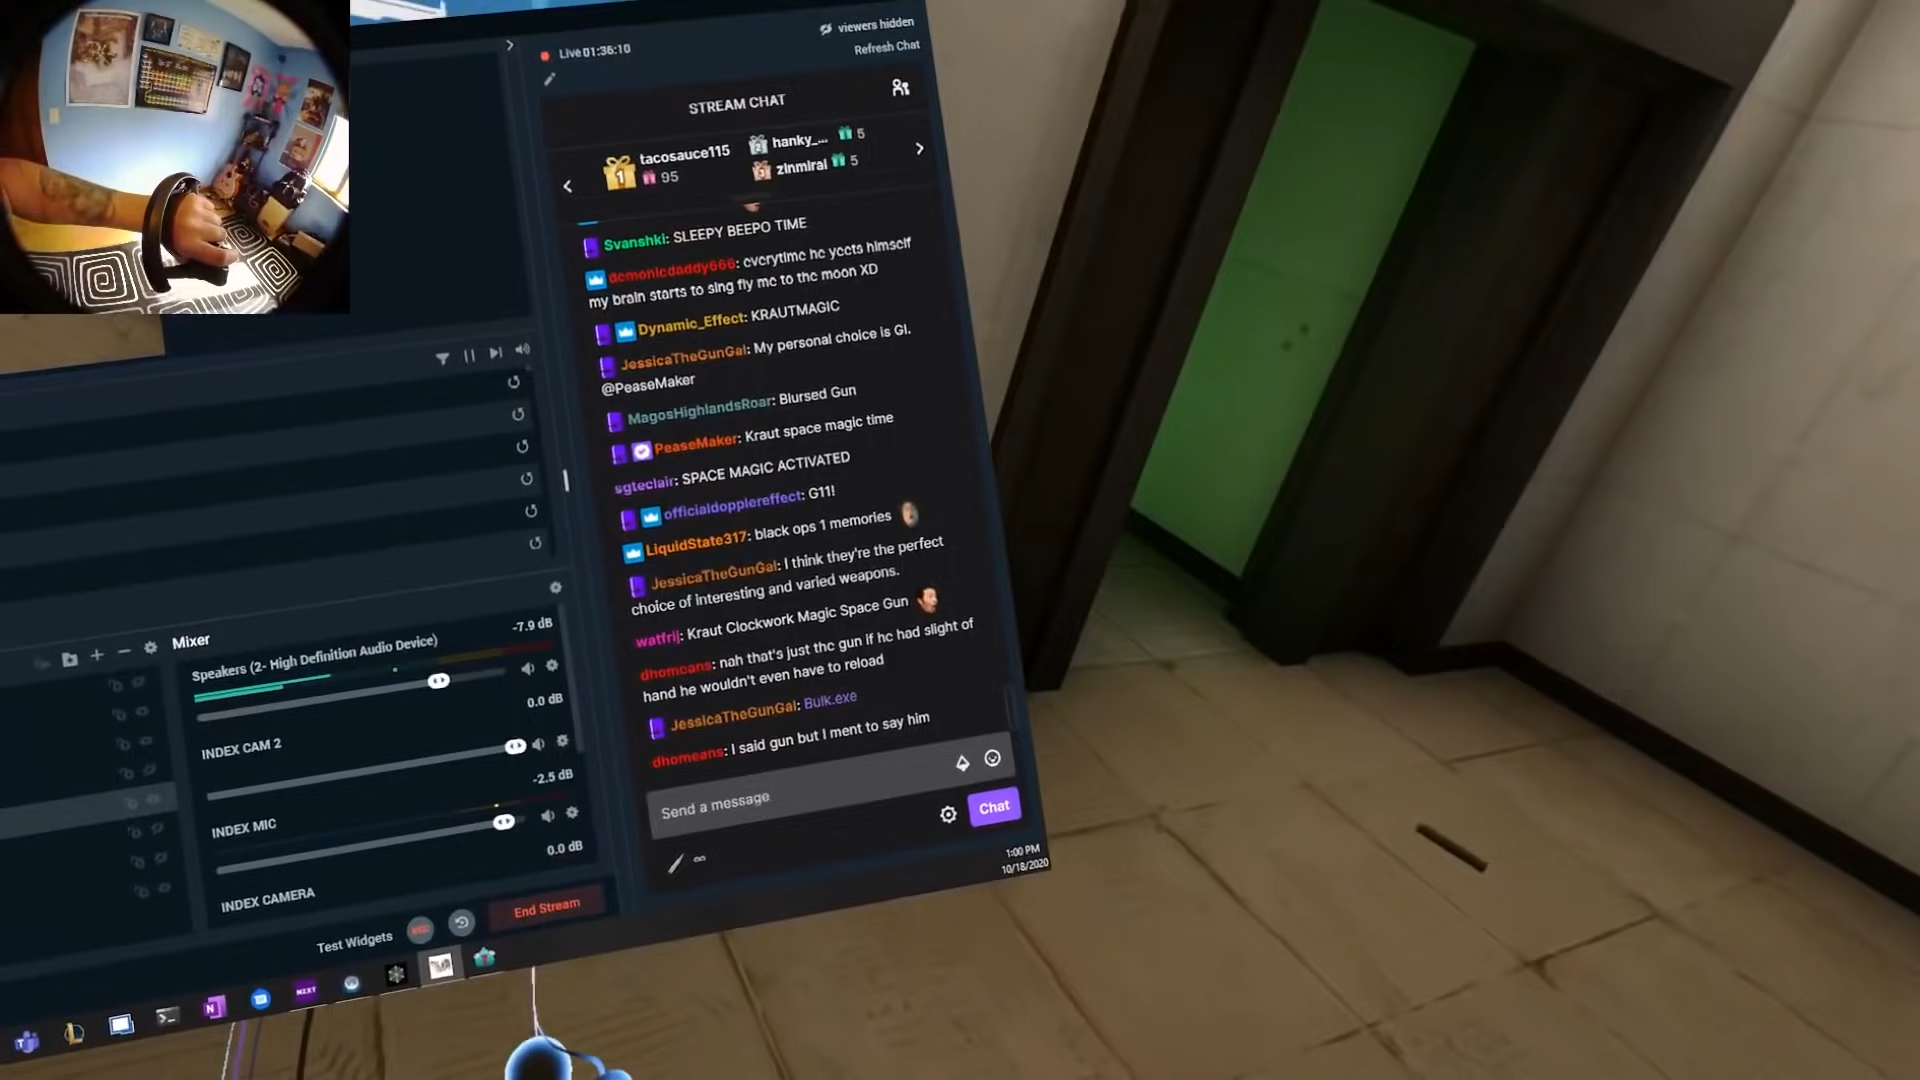 viewers hidden
Live 01:36:10
Refresh Chat
STREAM CHAT
tacosauce115
95
hanky_... 5
zinmirai 5
Svanshki: SLEEPY BEEPO TIME
demonicdaddy666: everytime he yeets himself
my brain starts to sing fly me to the moon XD
Dynamic_Effect: KRAUTMAGIC
JessicaTheGunGal: My personal choice is GI.
@PeaseMaker
MagosHighlandsRoar: Blursed Gun
PeaseMaker: Kraut space magic time
sgteclair: SPACE MAGIC ACTIVATED
officialdopplereffect: G11!
LiquidState317: black ops 1 memories
JessicaTheGunGal: I think they're the perfect
choice of interesting and varied weapons.
watfrij: Kraut Clockwork Magic Space Gun
dhomeans: nah that's just the gun if he had slight of
hand he wouldn't even have to reload
JessicaTheGunGal: Bulk.exe
dhomeans: I said gun but I ment to say him
Send a message
Chat
1:00 PM
10/18/2020
Mixer
Speakers (2- High Definition Audio Device)
-7.9 dB
INDEX CAM 2
0.0 dB
INDEX MIC
-2.5 dB
INDEX CAMERA
0.0 dB
Test Widgets
REC
End Stream
NZXT